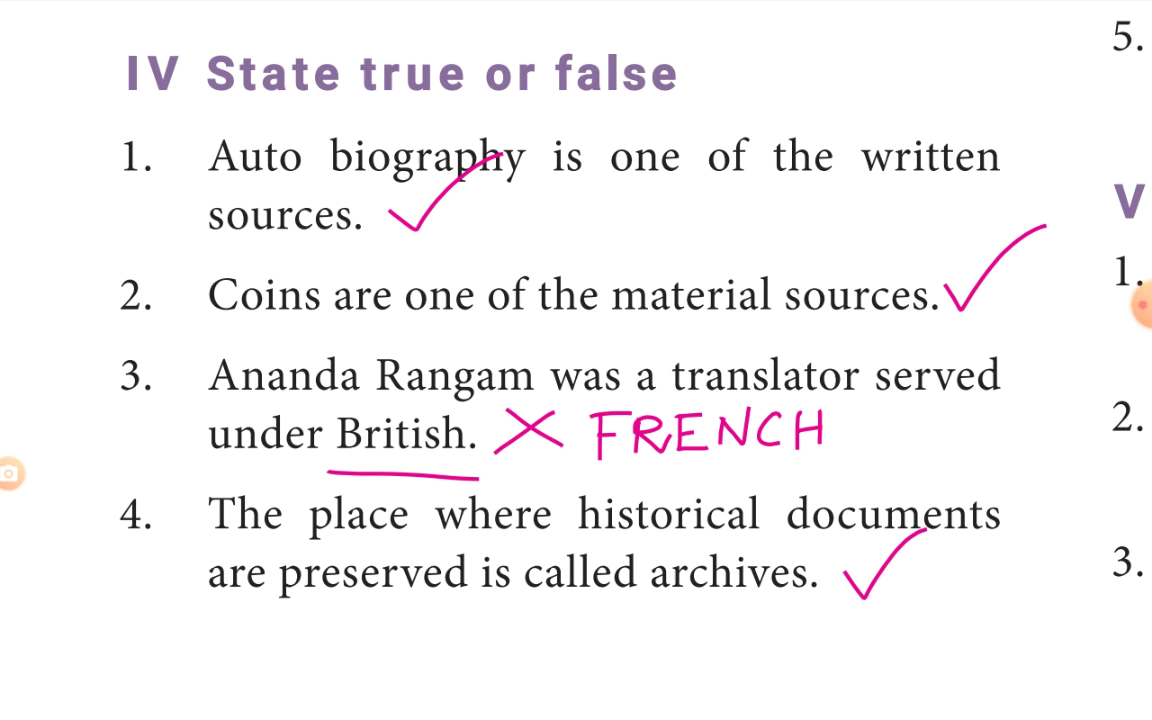 IV State true or false
1. Auto biography is one of the written
sources.
2. Coins are one of the material sources.
3. Ananda Rangam was a translator served
under British. FRENCH
4. The place where historical documents
are preserved is called archives.
5.
V
1.
2.
3.